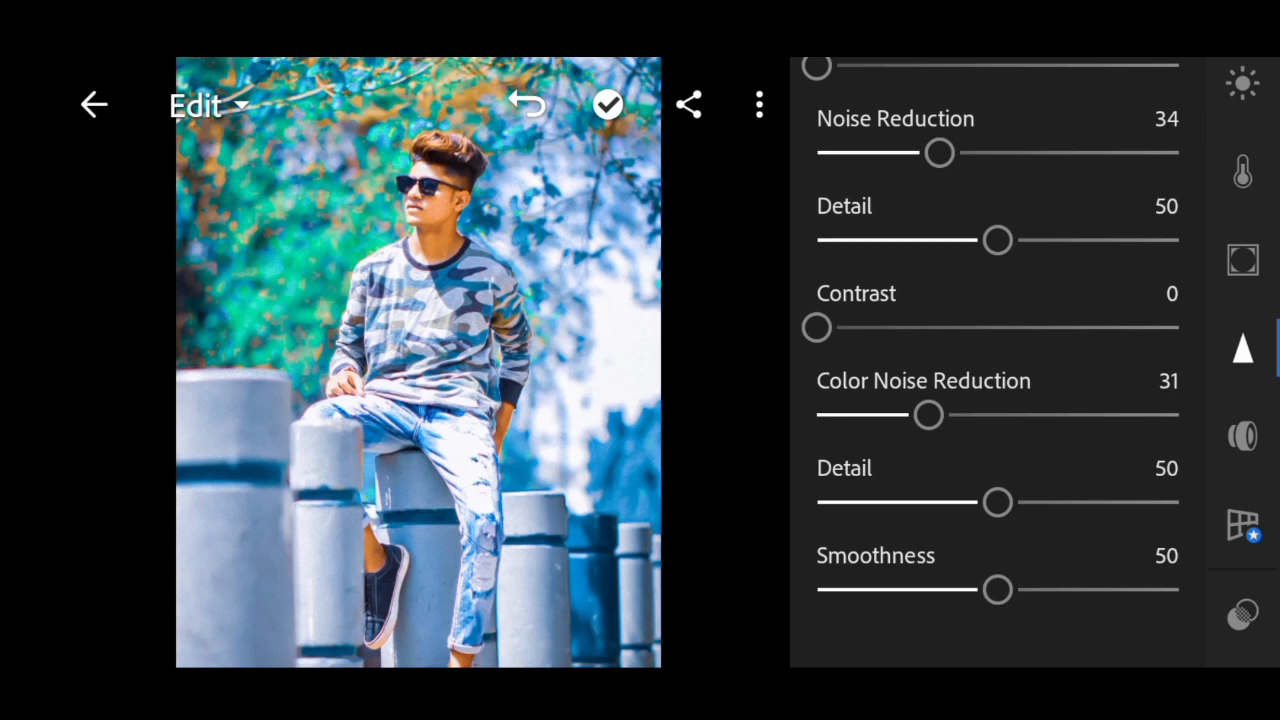 Edit
Noise Reduction 34
Detail 50
Contrast 0
Color Noise Reduction 31
Detail 50
Smoothness 50